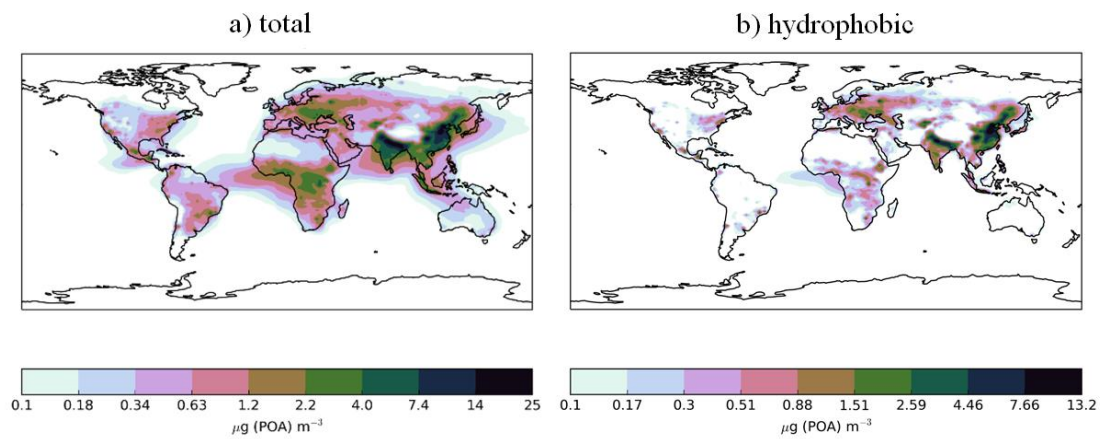 a) total
b) hydrophobic
0.1 0.18 0.34 0.63 1.2 2.2 4.0 7.4 14 25
μg (POA) m⁻³
0.1 0.17 0.3 0.51 0.88 1.51 2.59 4.46 7.66 13.2
μg (POA) m⁻³